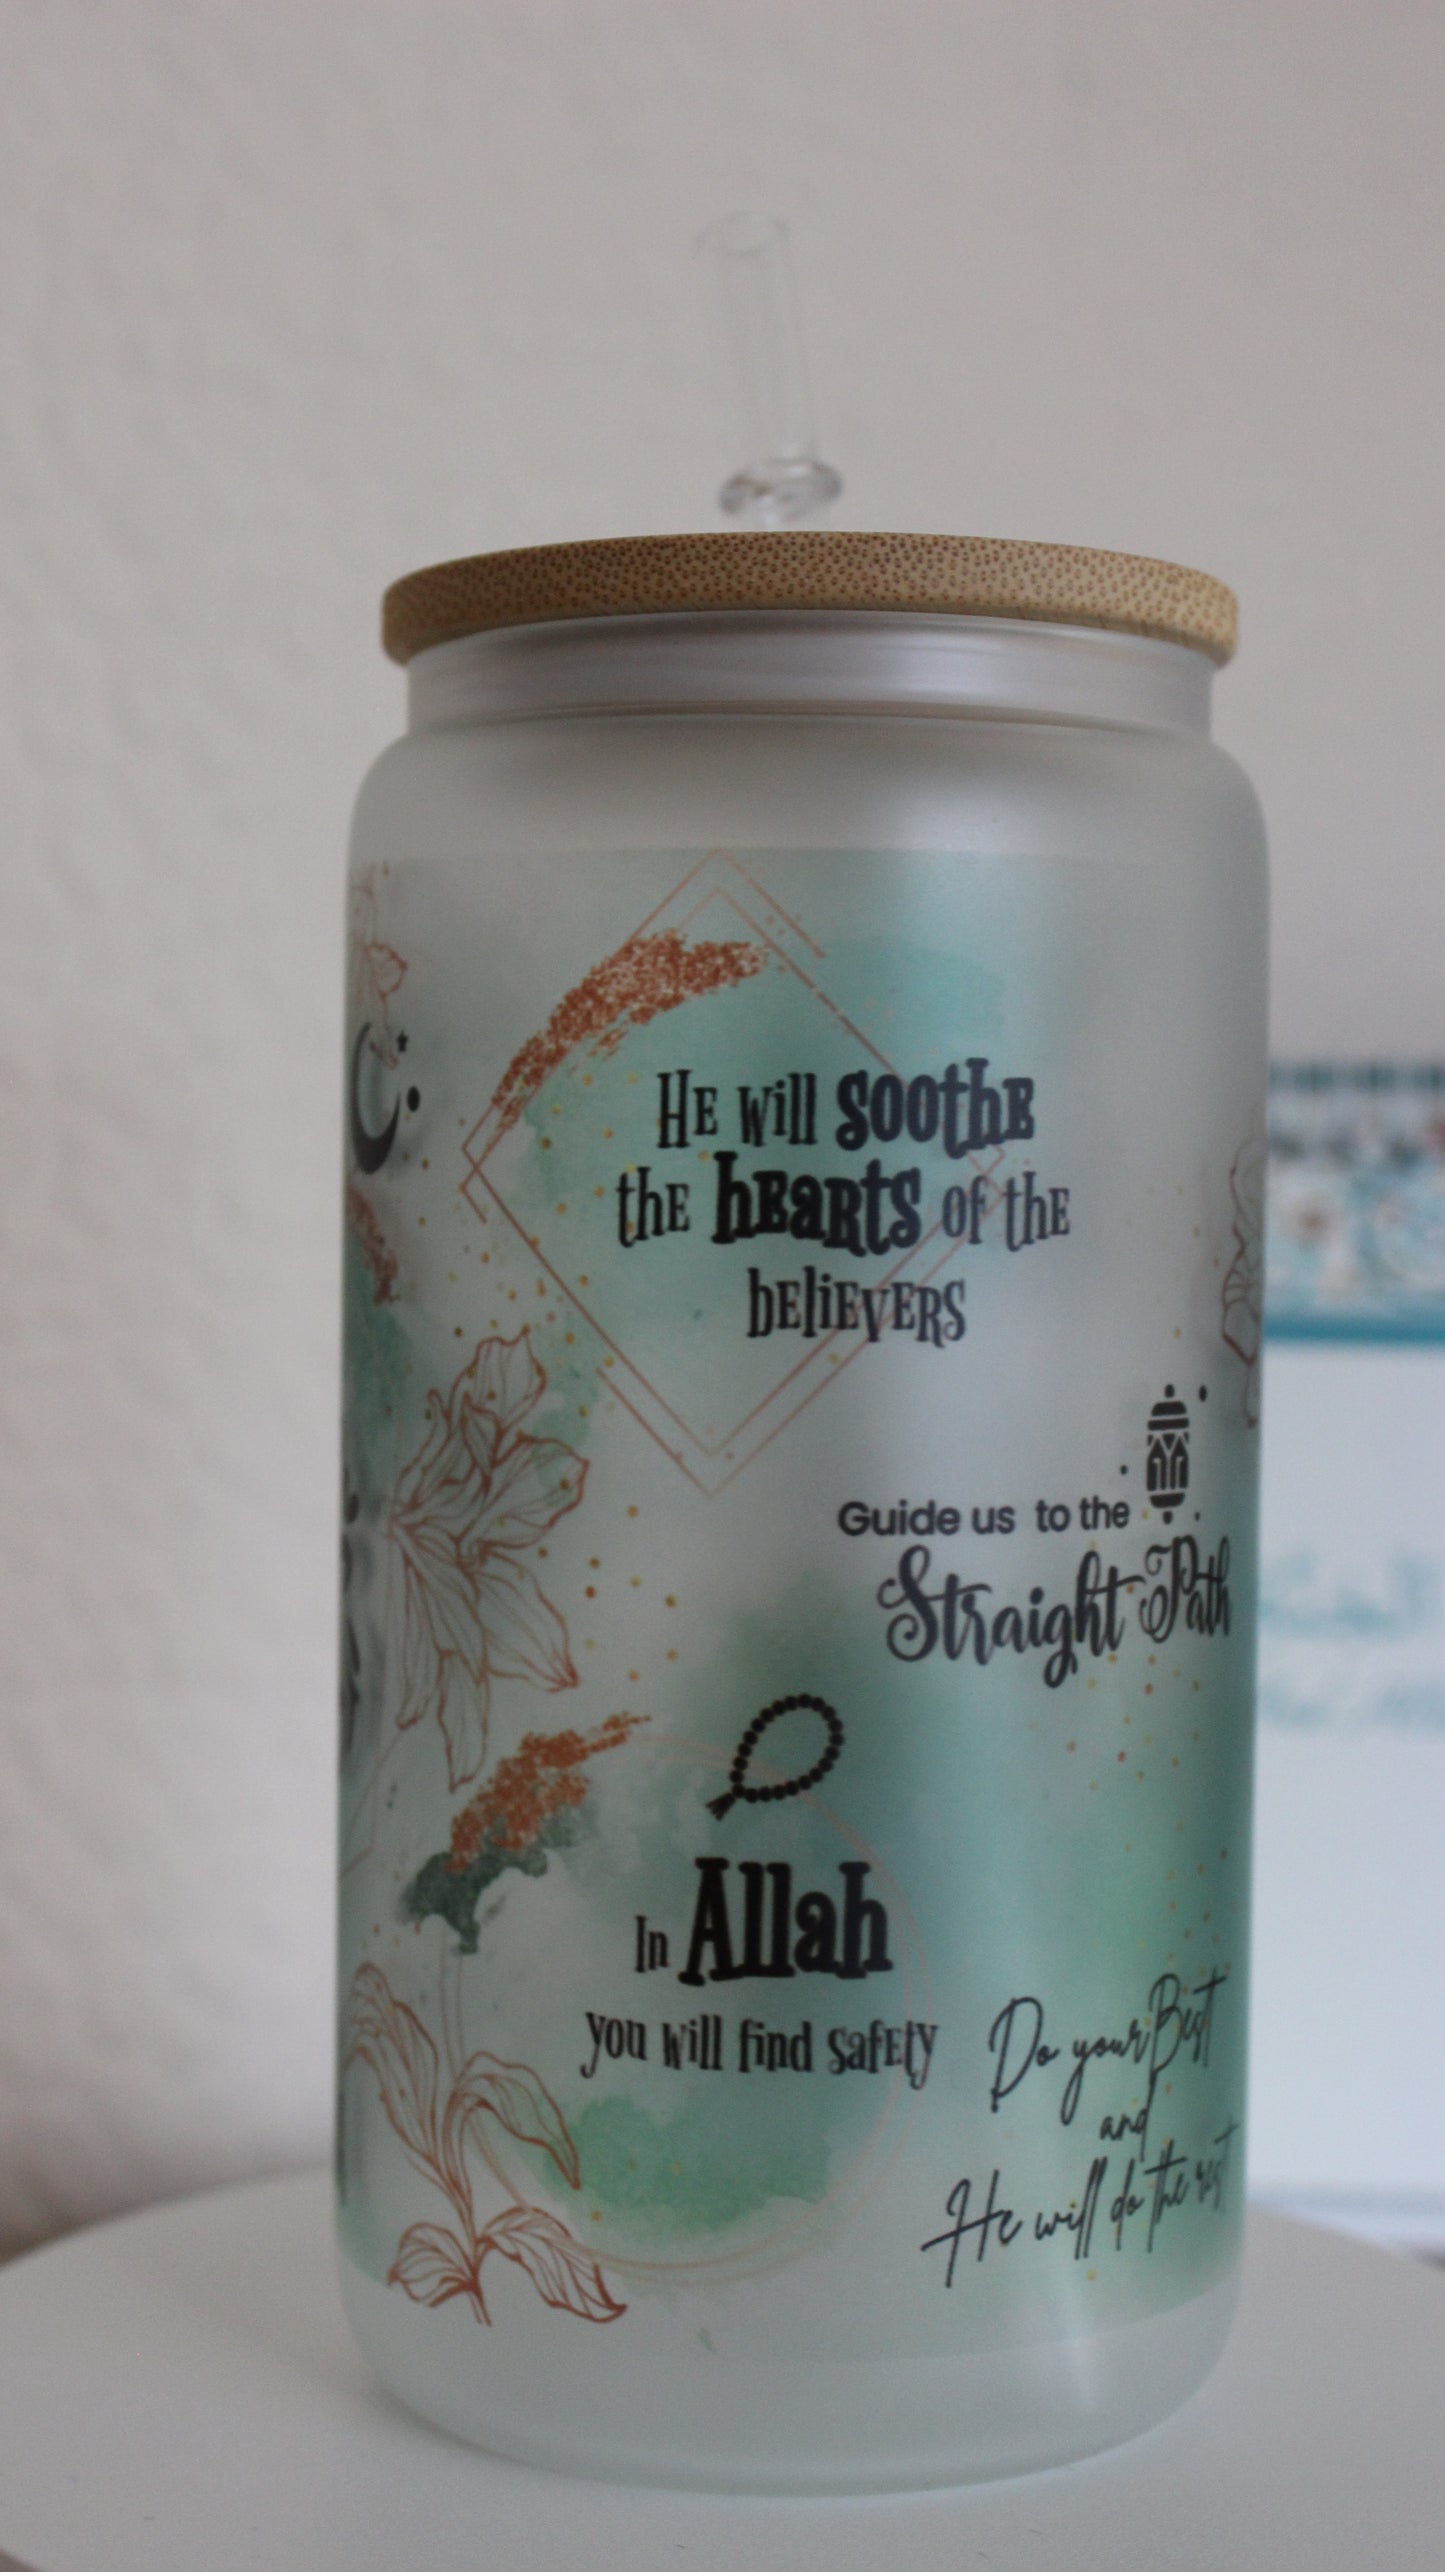 He will soothe
the hearts of the
believers
Guide us to the
Straight Path
In Allah
you will find safety
Do your Best
and
He will do the rest